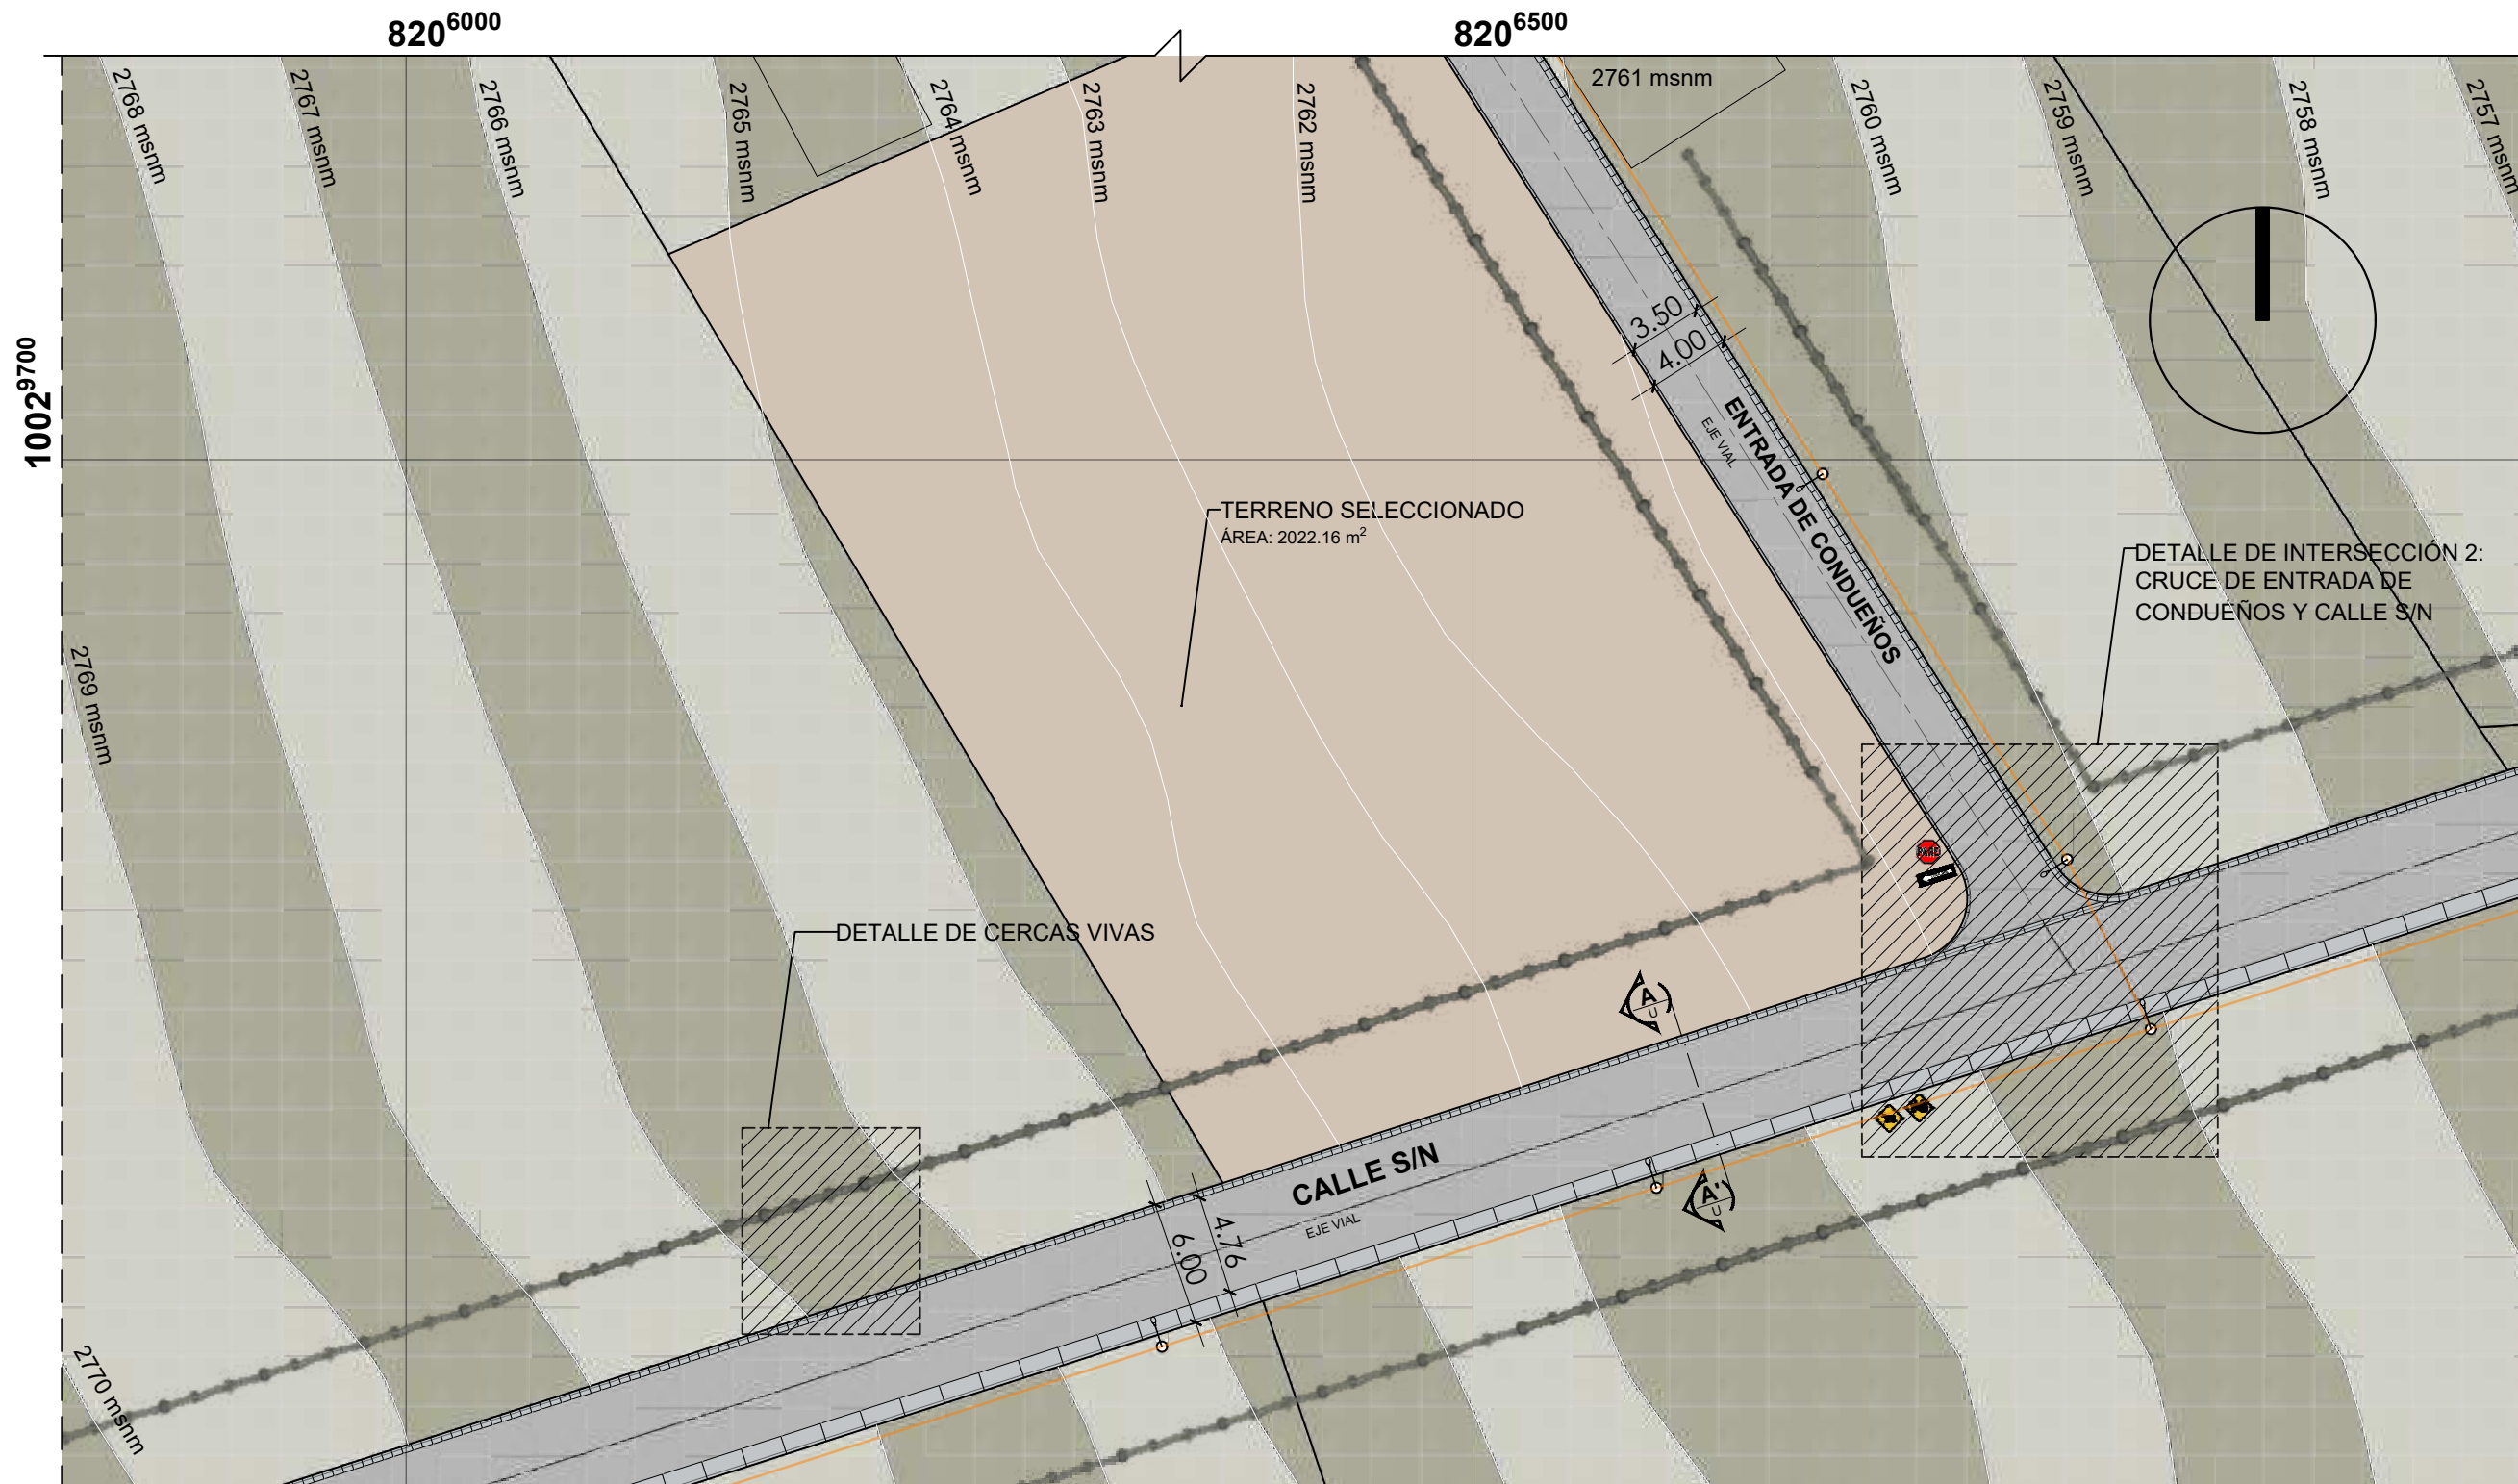 820⁶⁰⁰⁰
820⁶⁵⁰⁰
1002⁹⁷⁰⁰
2768 msnm
2767 msnm
2766 msnm
2765 msnm
2764 msnm
2763 msnm
2762 msnm
2761 msnm
2760 msnm
2759 msnm
2758 msnm
2757 msnm
3.50
4.00
ENTRADA DE CONDUEÑOS
EJE VIAL
TERRENO SELECCIONADO
ÁREA: 2022.16 m²
DETALLE DE INTERSECCIÓN 2:
CRUCE DE ENTRADA DE
CONDUEÑOS Y CALLE S/N
2769 msnm
PARE
DETALLE DE CERCAS VIVAS
A
U
CALLE S/N
EJE VIAL
A'
U
4.76
6.00
2770 msnm